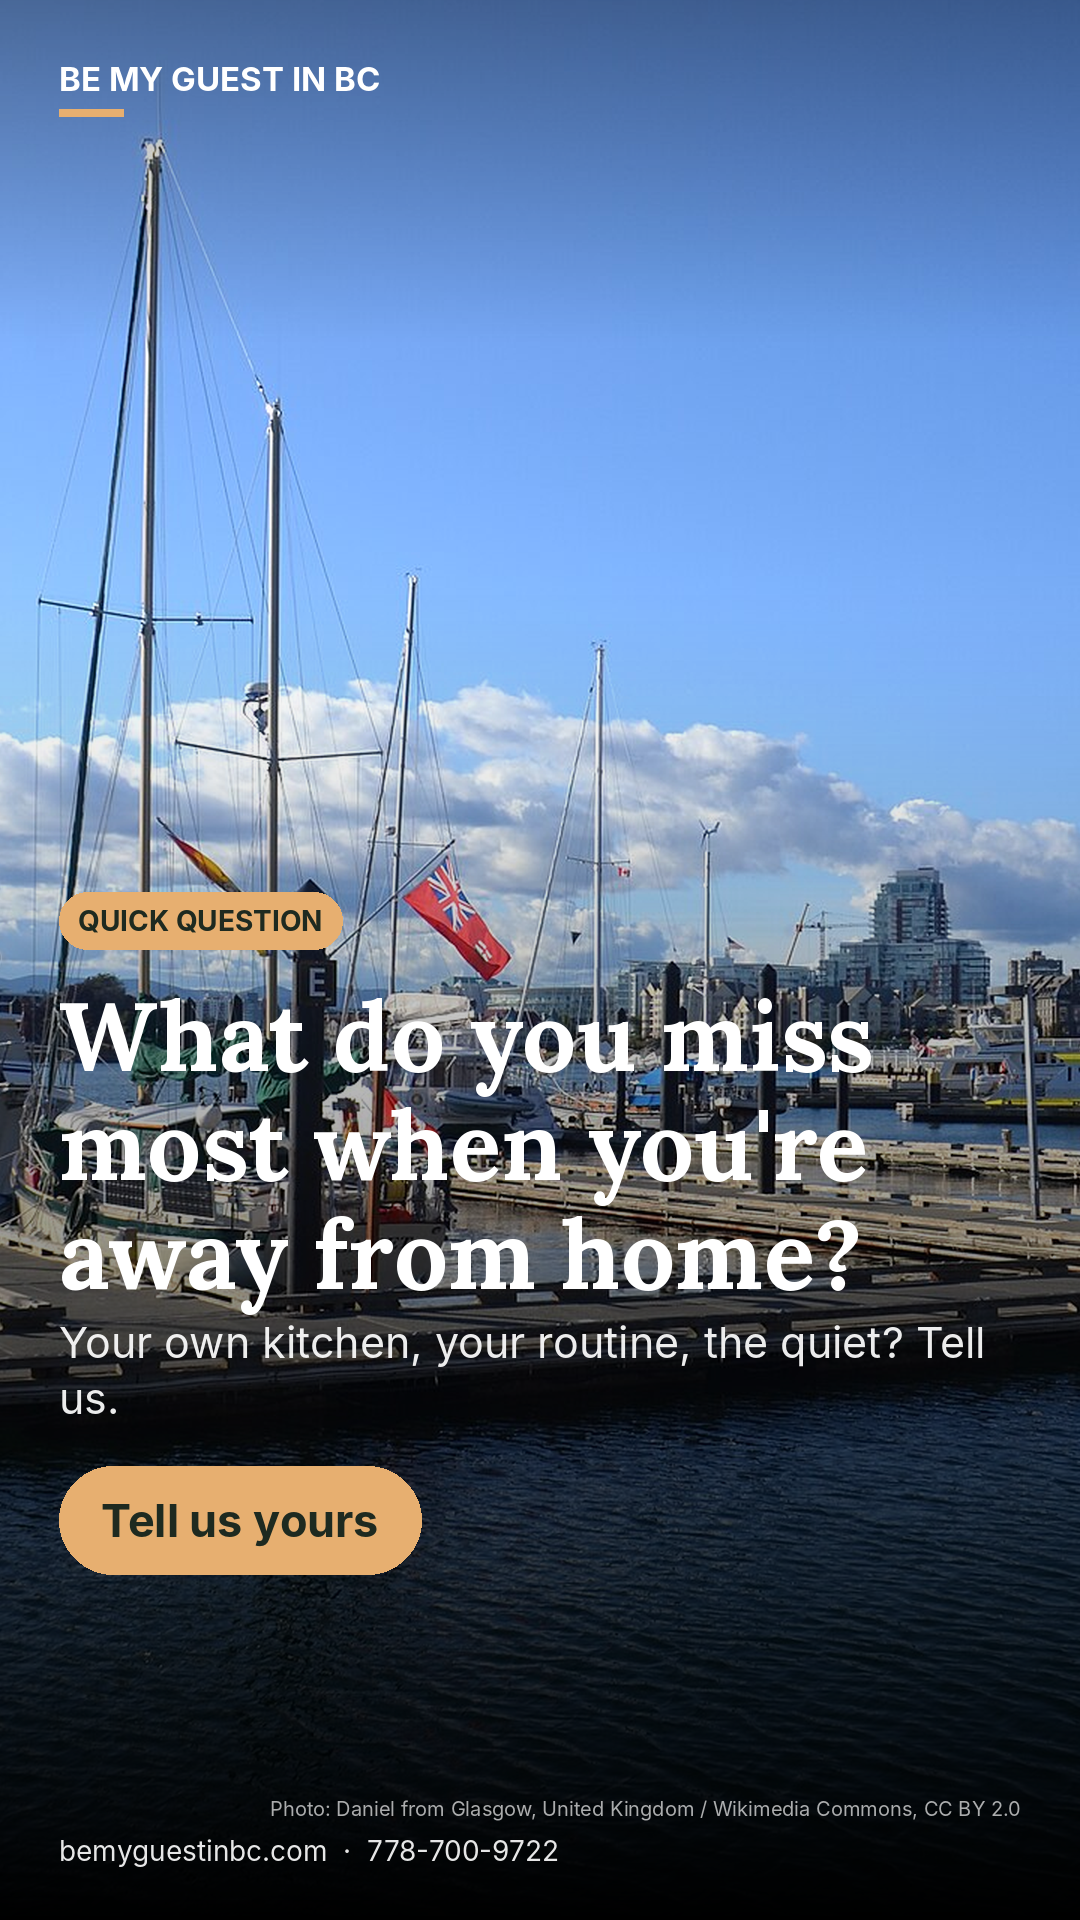 BE MY GUEST IN BC
QUICK QUESTION
E
What do you miss
most when you're
away from home?
Your own kitchen, your routine, the quiet? Tell
us.
Tell us yours
Photo: Daniel from Glasgow, United Kingdom / Wikimedia Commons, CC BY 2.0
bemyguestinbc.com · 778-700-9722